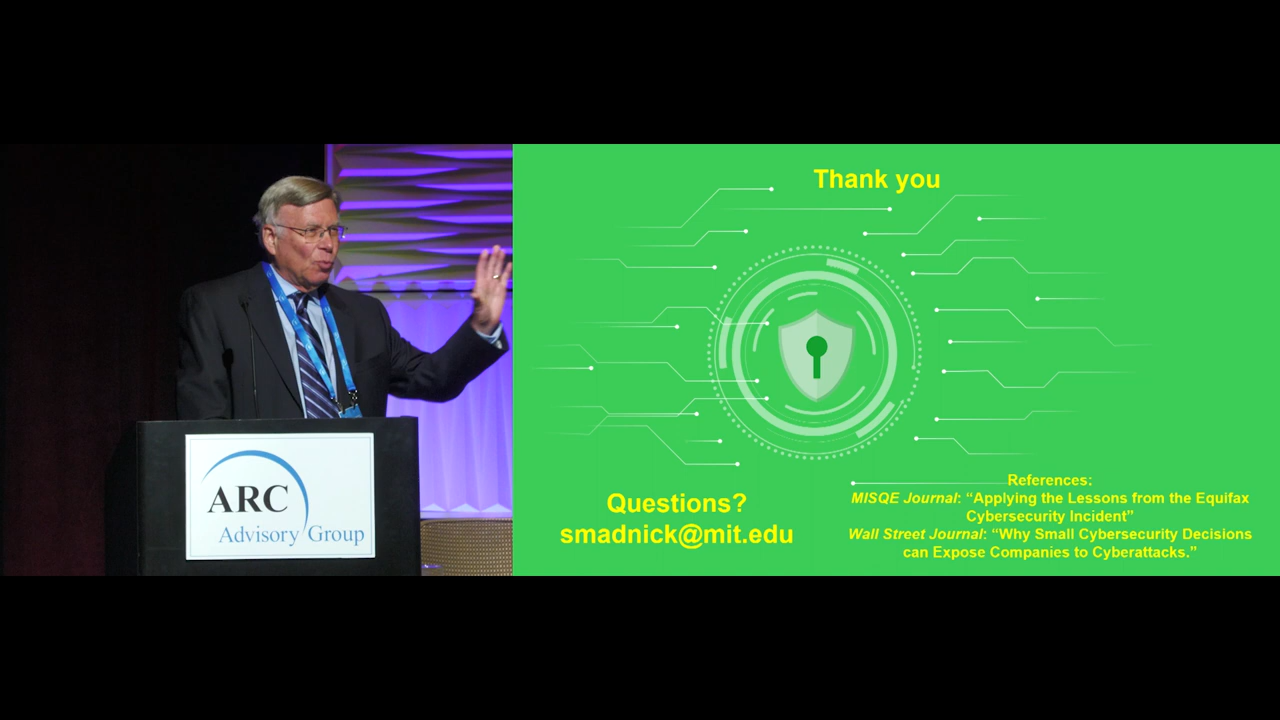 ARC
Advisory Group
Thank you
Questions?
smadnick@mit.edu
References:
MISQE Journal: “Applying the Lessons from the Equifax
Cybersecurity Incident”
Wall Street Journal: “Why Small Cybersecurity Decisions
can Expose Companies to Cyberattacks.”